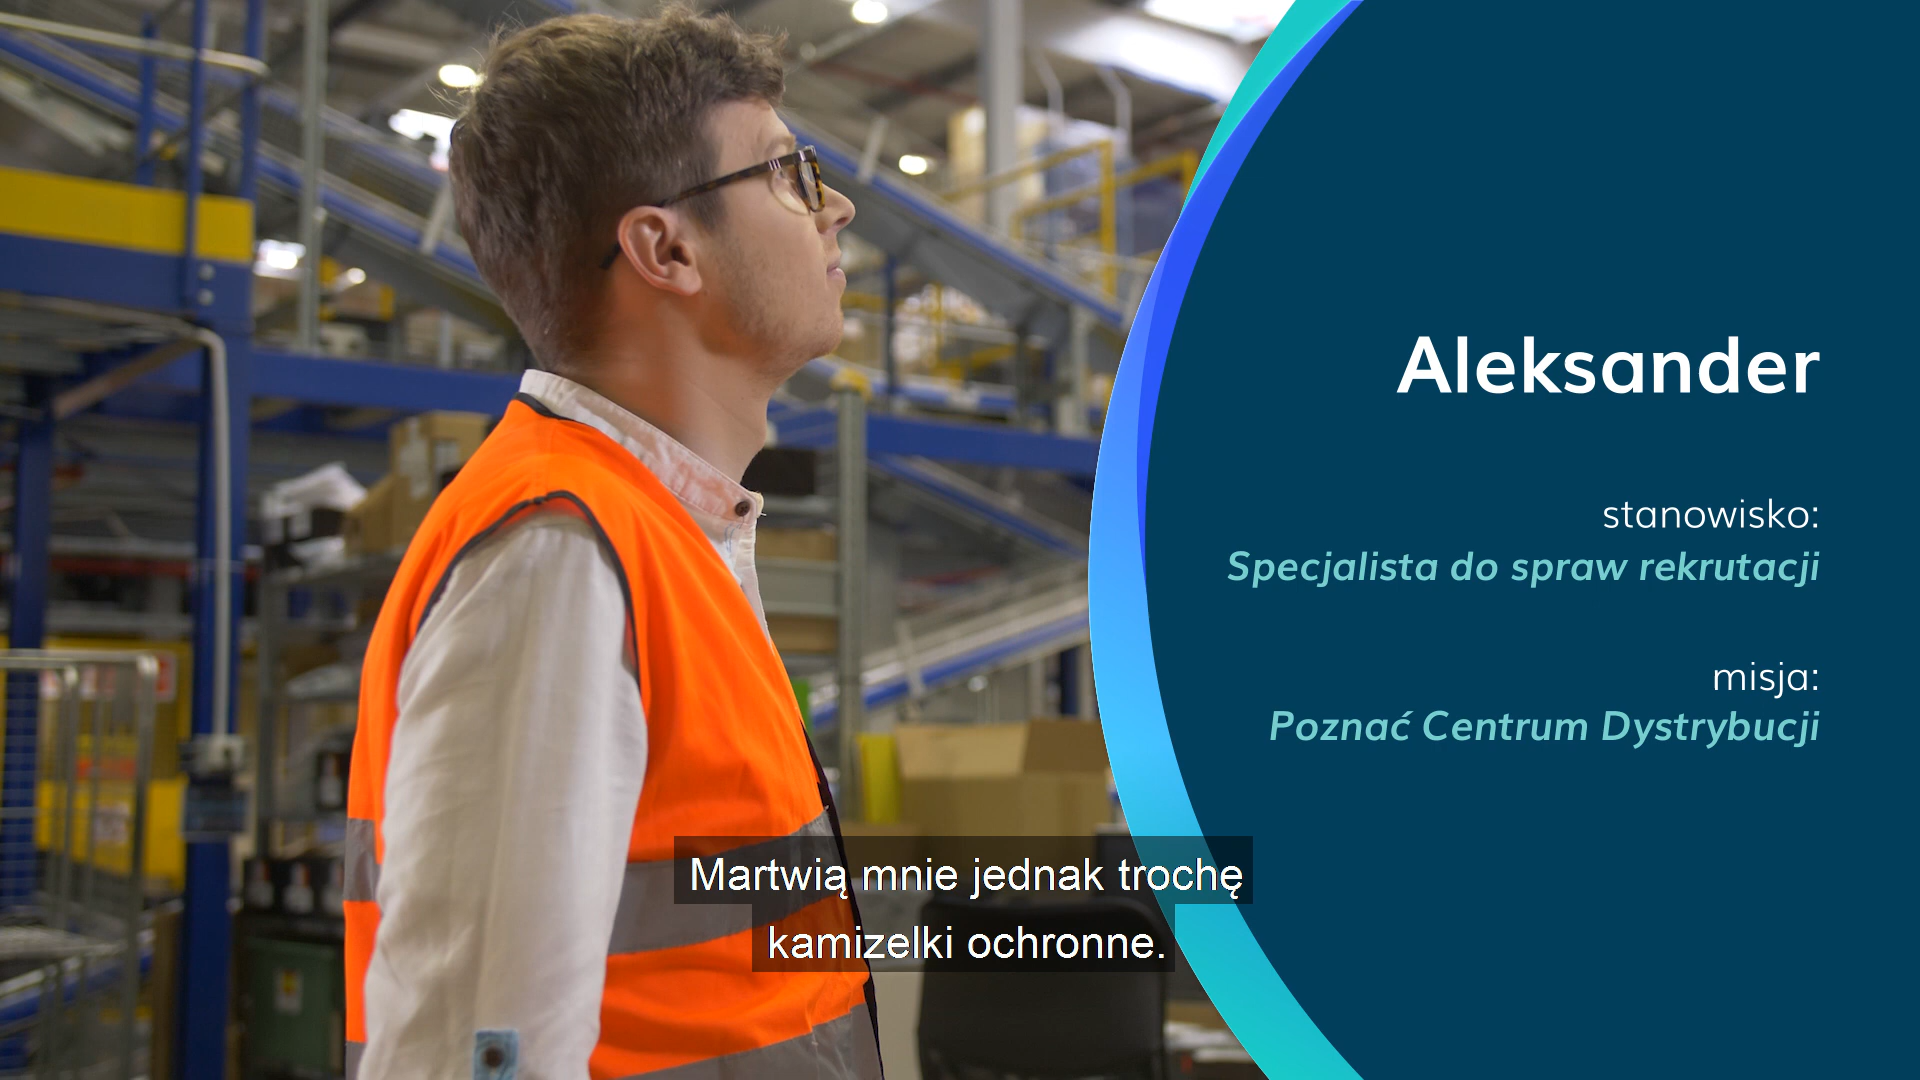 Aleksander
stanowisko:
Specjalista do spraw rekrutacji
misja:
Poznać Centrum Dystrybucji
Martwią mnie jednak trochę
kamizelki ochronne.